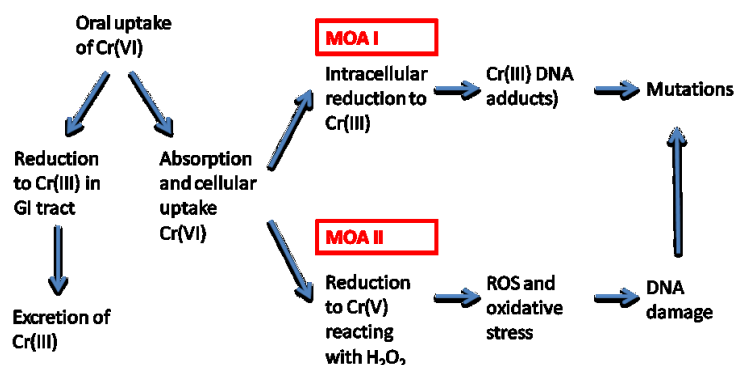 Oral uptake
of Cr(VI)
MOA I
Intracellular
reduction to
Cr(III)
Cr(III) DNA
adducts)
Mutations
Reduction
to Cr(III) in
GI tract
Absorption
and cellular
uptake
Cr(VI)
MOA II
Reduction
to Cr(V)
reacting
with H₂O₂
ROS and
oxidative
stress
DNA
damage
Excretion of
Cr(III)